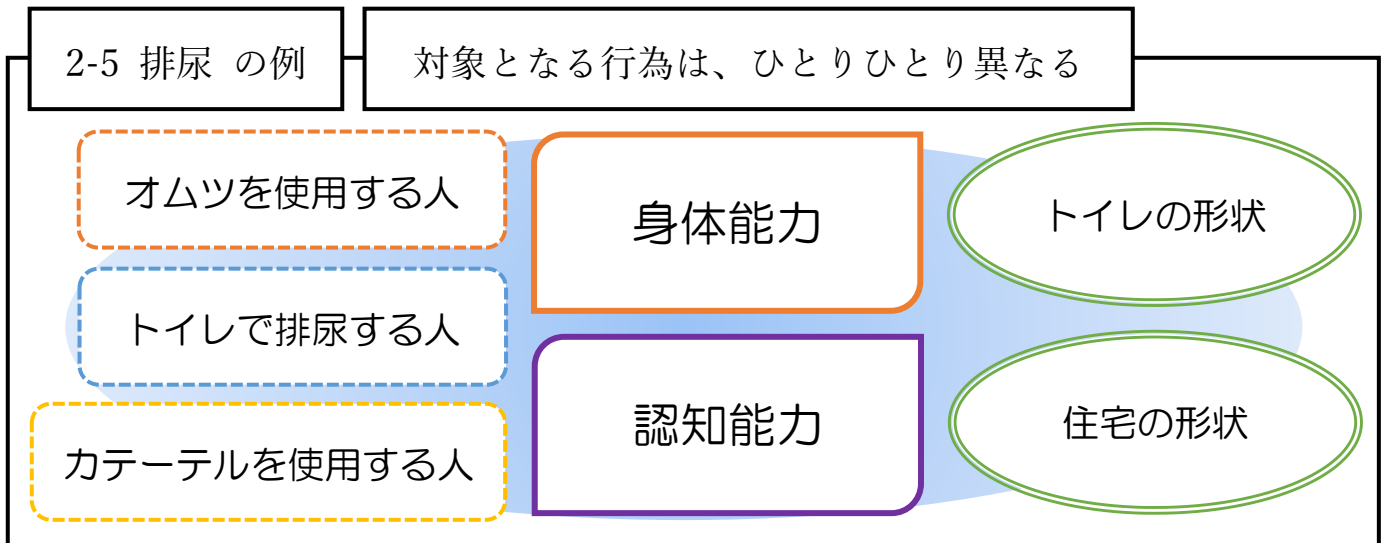 2-5 排尿 の例
対象となる行為は、ひとりひとり異なる
オムツを使用する人
トイレで排尿する人
カテーテルを使用する人
身体能力
認知能力
トイレの形状
住宅の形状